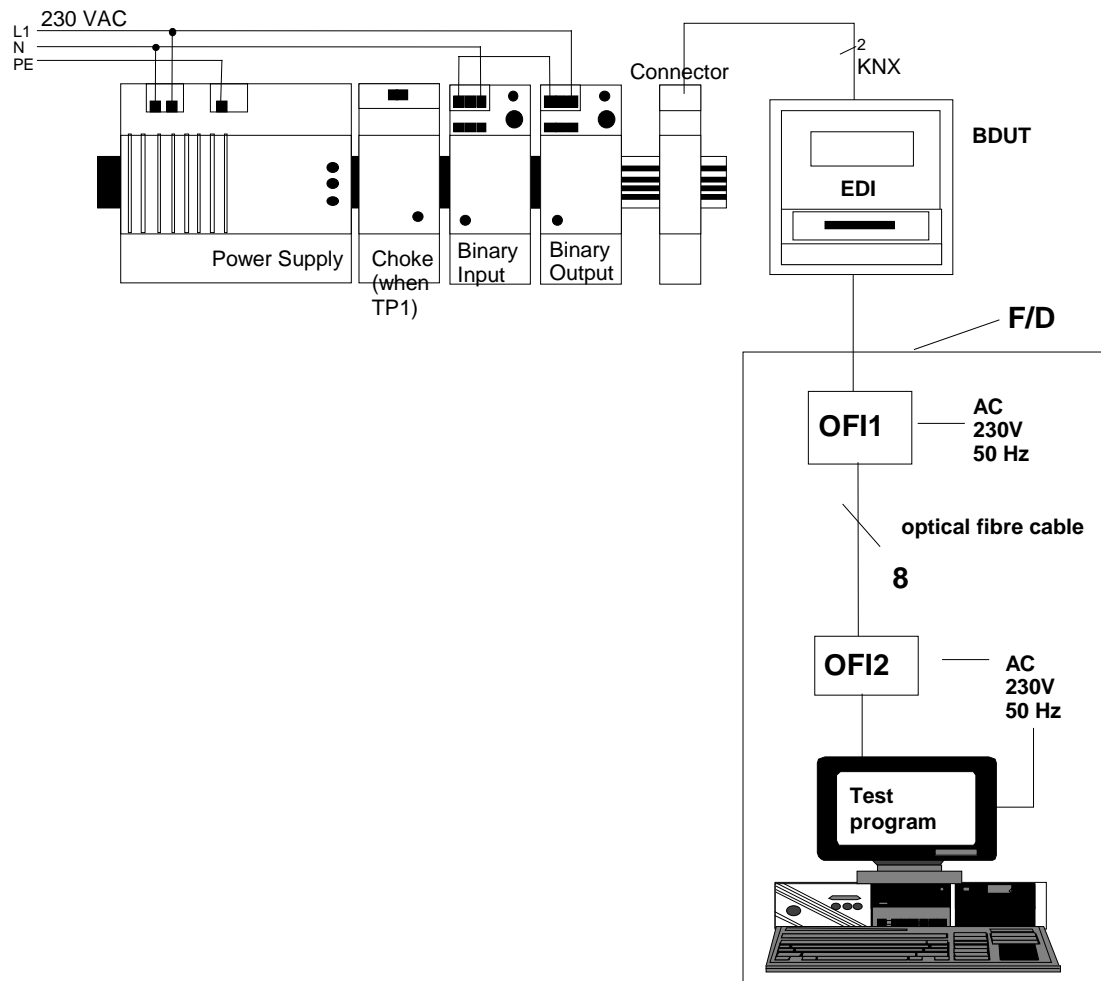 230 VAC
L1
N
PE
2
KNX
Connector
BDUT
EDI
Power Supply
Choke
(when
TP1)
Binary
Input
Binary
Output
F/D
OFI1
AC
230V
50 Hz
optical fibre cable
8
OFI2
AC
230V
50 Hz
Test
program